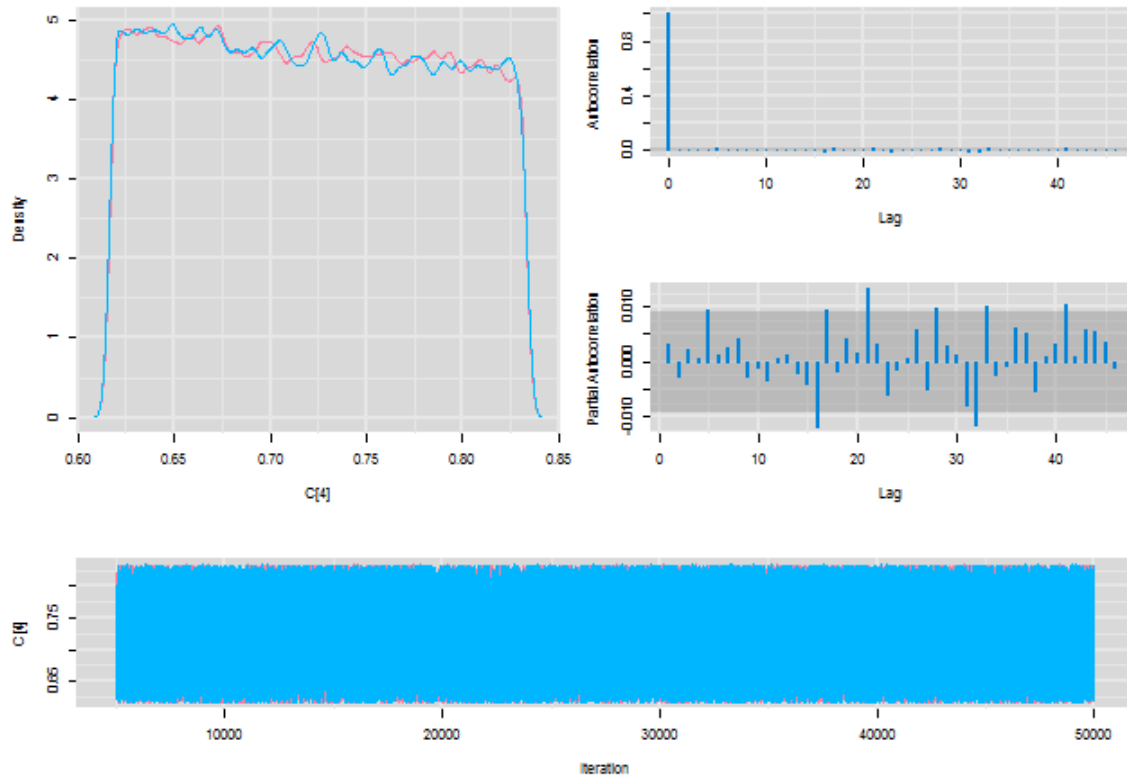 Density
5
4
3
2
1
0
0.60 0.65 0.70 0.75 0.80 0.85
C[4]
Autocorrelation
0.8
0.4
0.0
0 10 20 30 40
Lag
Partial Autocorrelation
0.010
0.000
-0.010
0 10 20 30 40
Lag
C[4]
0.75
0.65
10000 20000 30000 40000 50000
Iteration